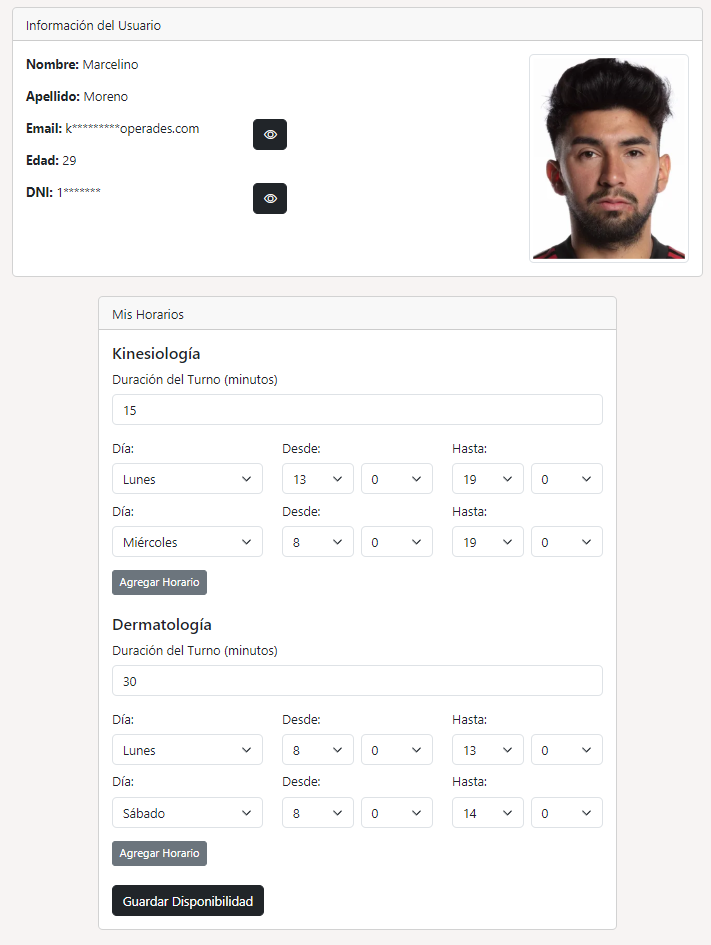 Información del Usuario
Nombre: Marcelino
Apellido: Moreno
Email: k*********operades.com
Edad: 29
DNI: 1*******
Mis Horarios
Kinesiología
Duración del Turno (minutos)
15
Día: Desde: Hasta:
Lunes 13 0 19 0
Día: Desde: Hasta:
Miércoles 8 0 19 0
Agregar Horario
Dermatología
Duración del Turno (minutos)
30
Día: Desde: Hasta:
Lunes 8 0 13 0
Día: Desde: Hasta:
Sábado 8 0 14 0
Agregar Horario
Guardar Disponibilidad